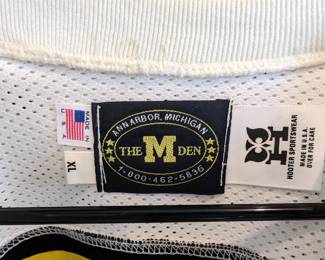 MADE IN
U.S.A.
XL
ANN ARBOR, MICHIGAN
THE M DEN
1-800-462-5836
H
HOOTER SPORTSWEAR
MADE IN U.S.A.
OVER FOR CARE